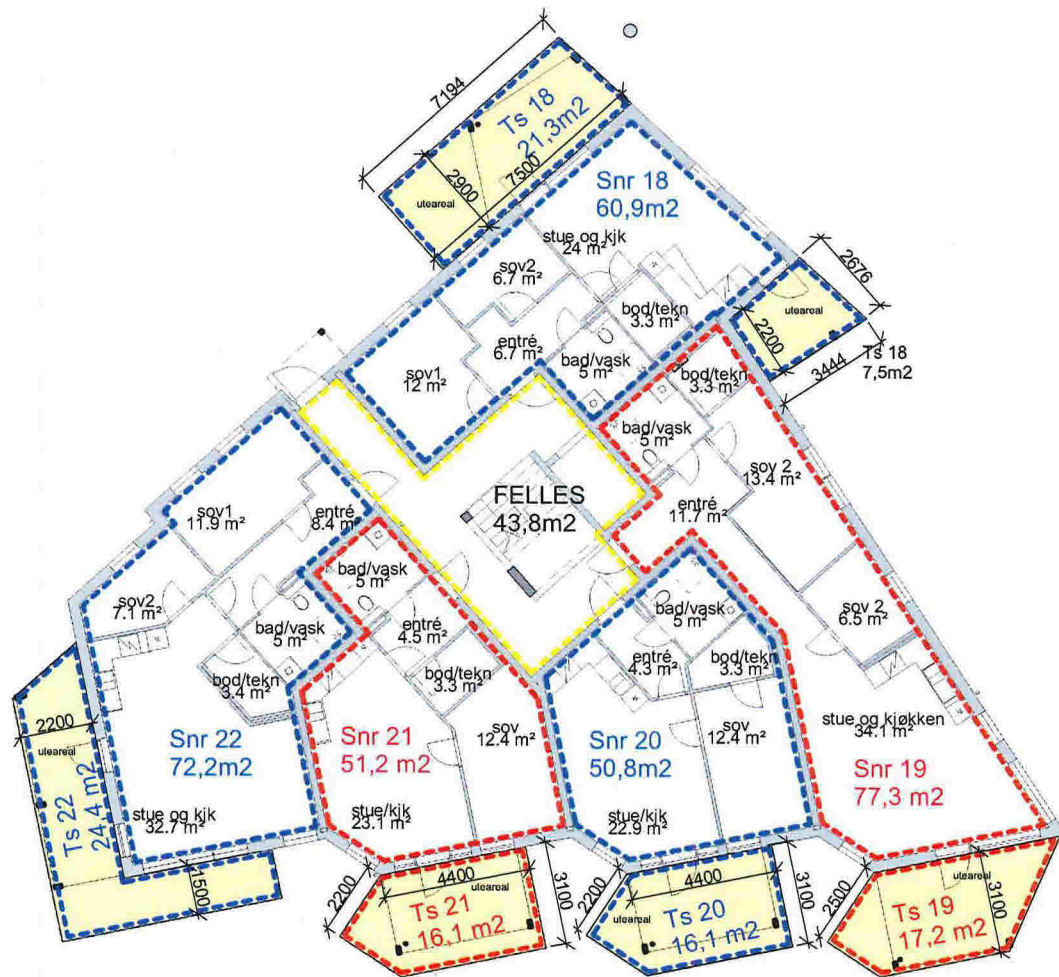 7194
Ts 18
21,3m2
7500
2900
uteareal
Snr 18
60,9m2
stue og kjk
24 m²
sov2
6.7 m²
bod/tekn
3.3 m²
entré
6.7 m²
bad/vask
5 m²
sov1
12 m²
2676
uteareal
2200
3444
Ts 18
7,5m2
bod/tekn
3.3 m²
bad/vask
5 m²
sov 2
13.4 m²
entré
11.7 m²
sov 2
6.5 m²
stue og kjøkken
34.1 m²
Snr 19
77,3 m2
FELLES
43,8m2
sov1
11.9 m²
entré
8.4 m²
sov2
7.1 m²
bad/vask
5 m²
bod/tekn
3.4 m²
Snr 22
72,2m2
stue og kjk
32.7 m²
2200
uteareal
Ts 22
24,4 m2
1500
bad/vask
5 m²
entré
4.5 m²
bod/tekn
3.3 m²
Snr 21
51,2 m2
sov
12.4 m²
stue/kjk
23.1 m²
bad/vask
5 m²
entré
4.3 m²
bod/tekn
3.3 m²
Snr 20
50,8m2
sov
12.4 m²
stue/kjk
22.9 m²
2200
4400
uteareal
3100
Ts 21
16,1 m2
2200
4400
uteareal
3100
Ts 20
16,1 m2
2500
uteareal
3100
Ts 19
17,2 m2